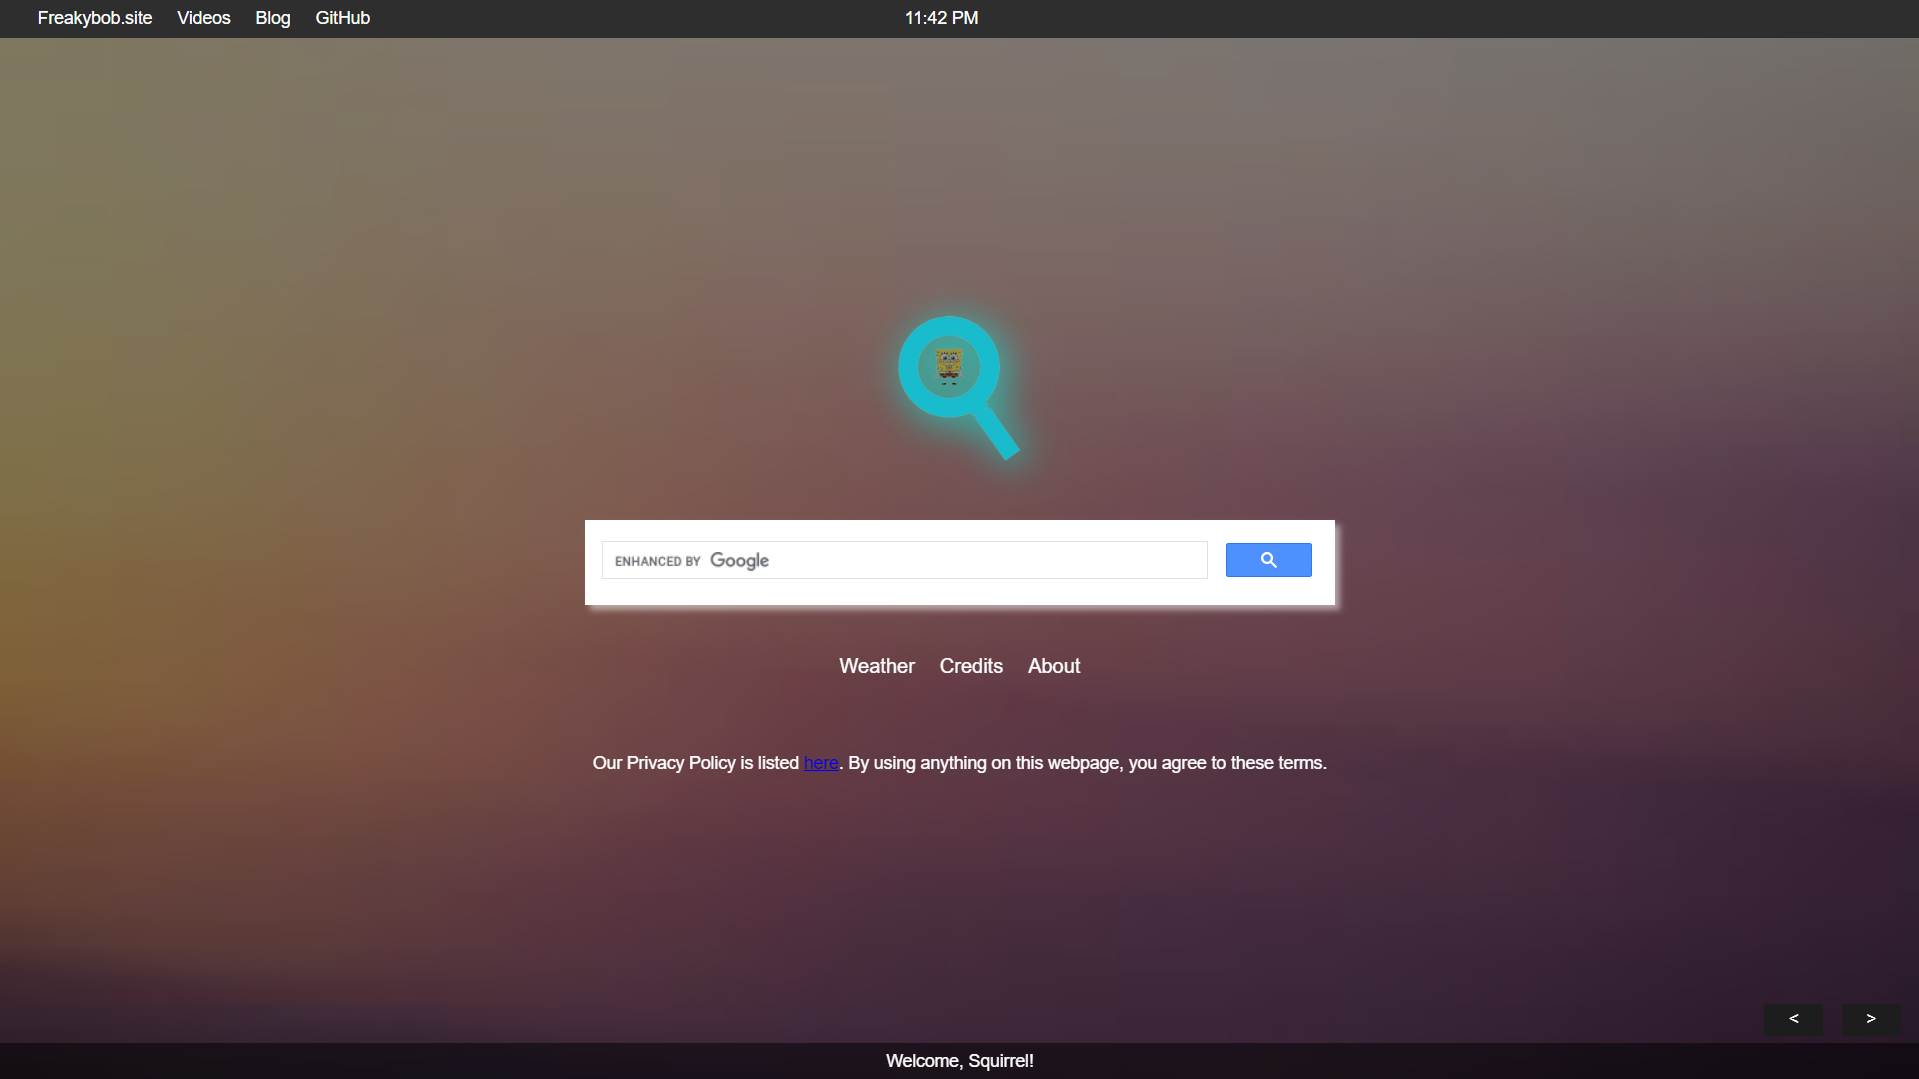 Freakybob.site Videos Blog GitHub 11:42 PM
ENHANCED BY Google
Weather Credits About
Our Privacy Policy is listed here. By using anything on this webpage, you agree to these terms.
< >
Welcome, Squirrel!